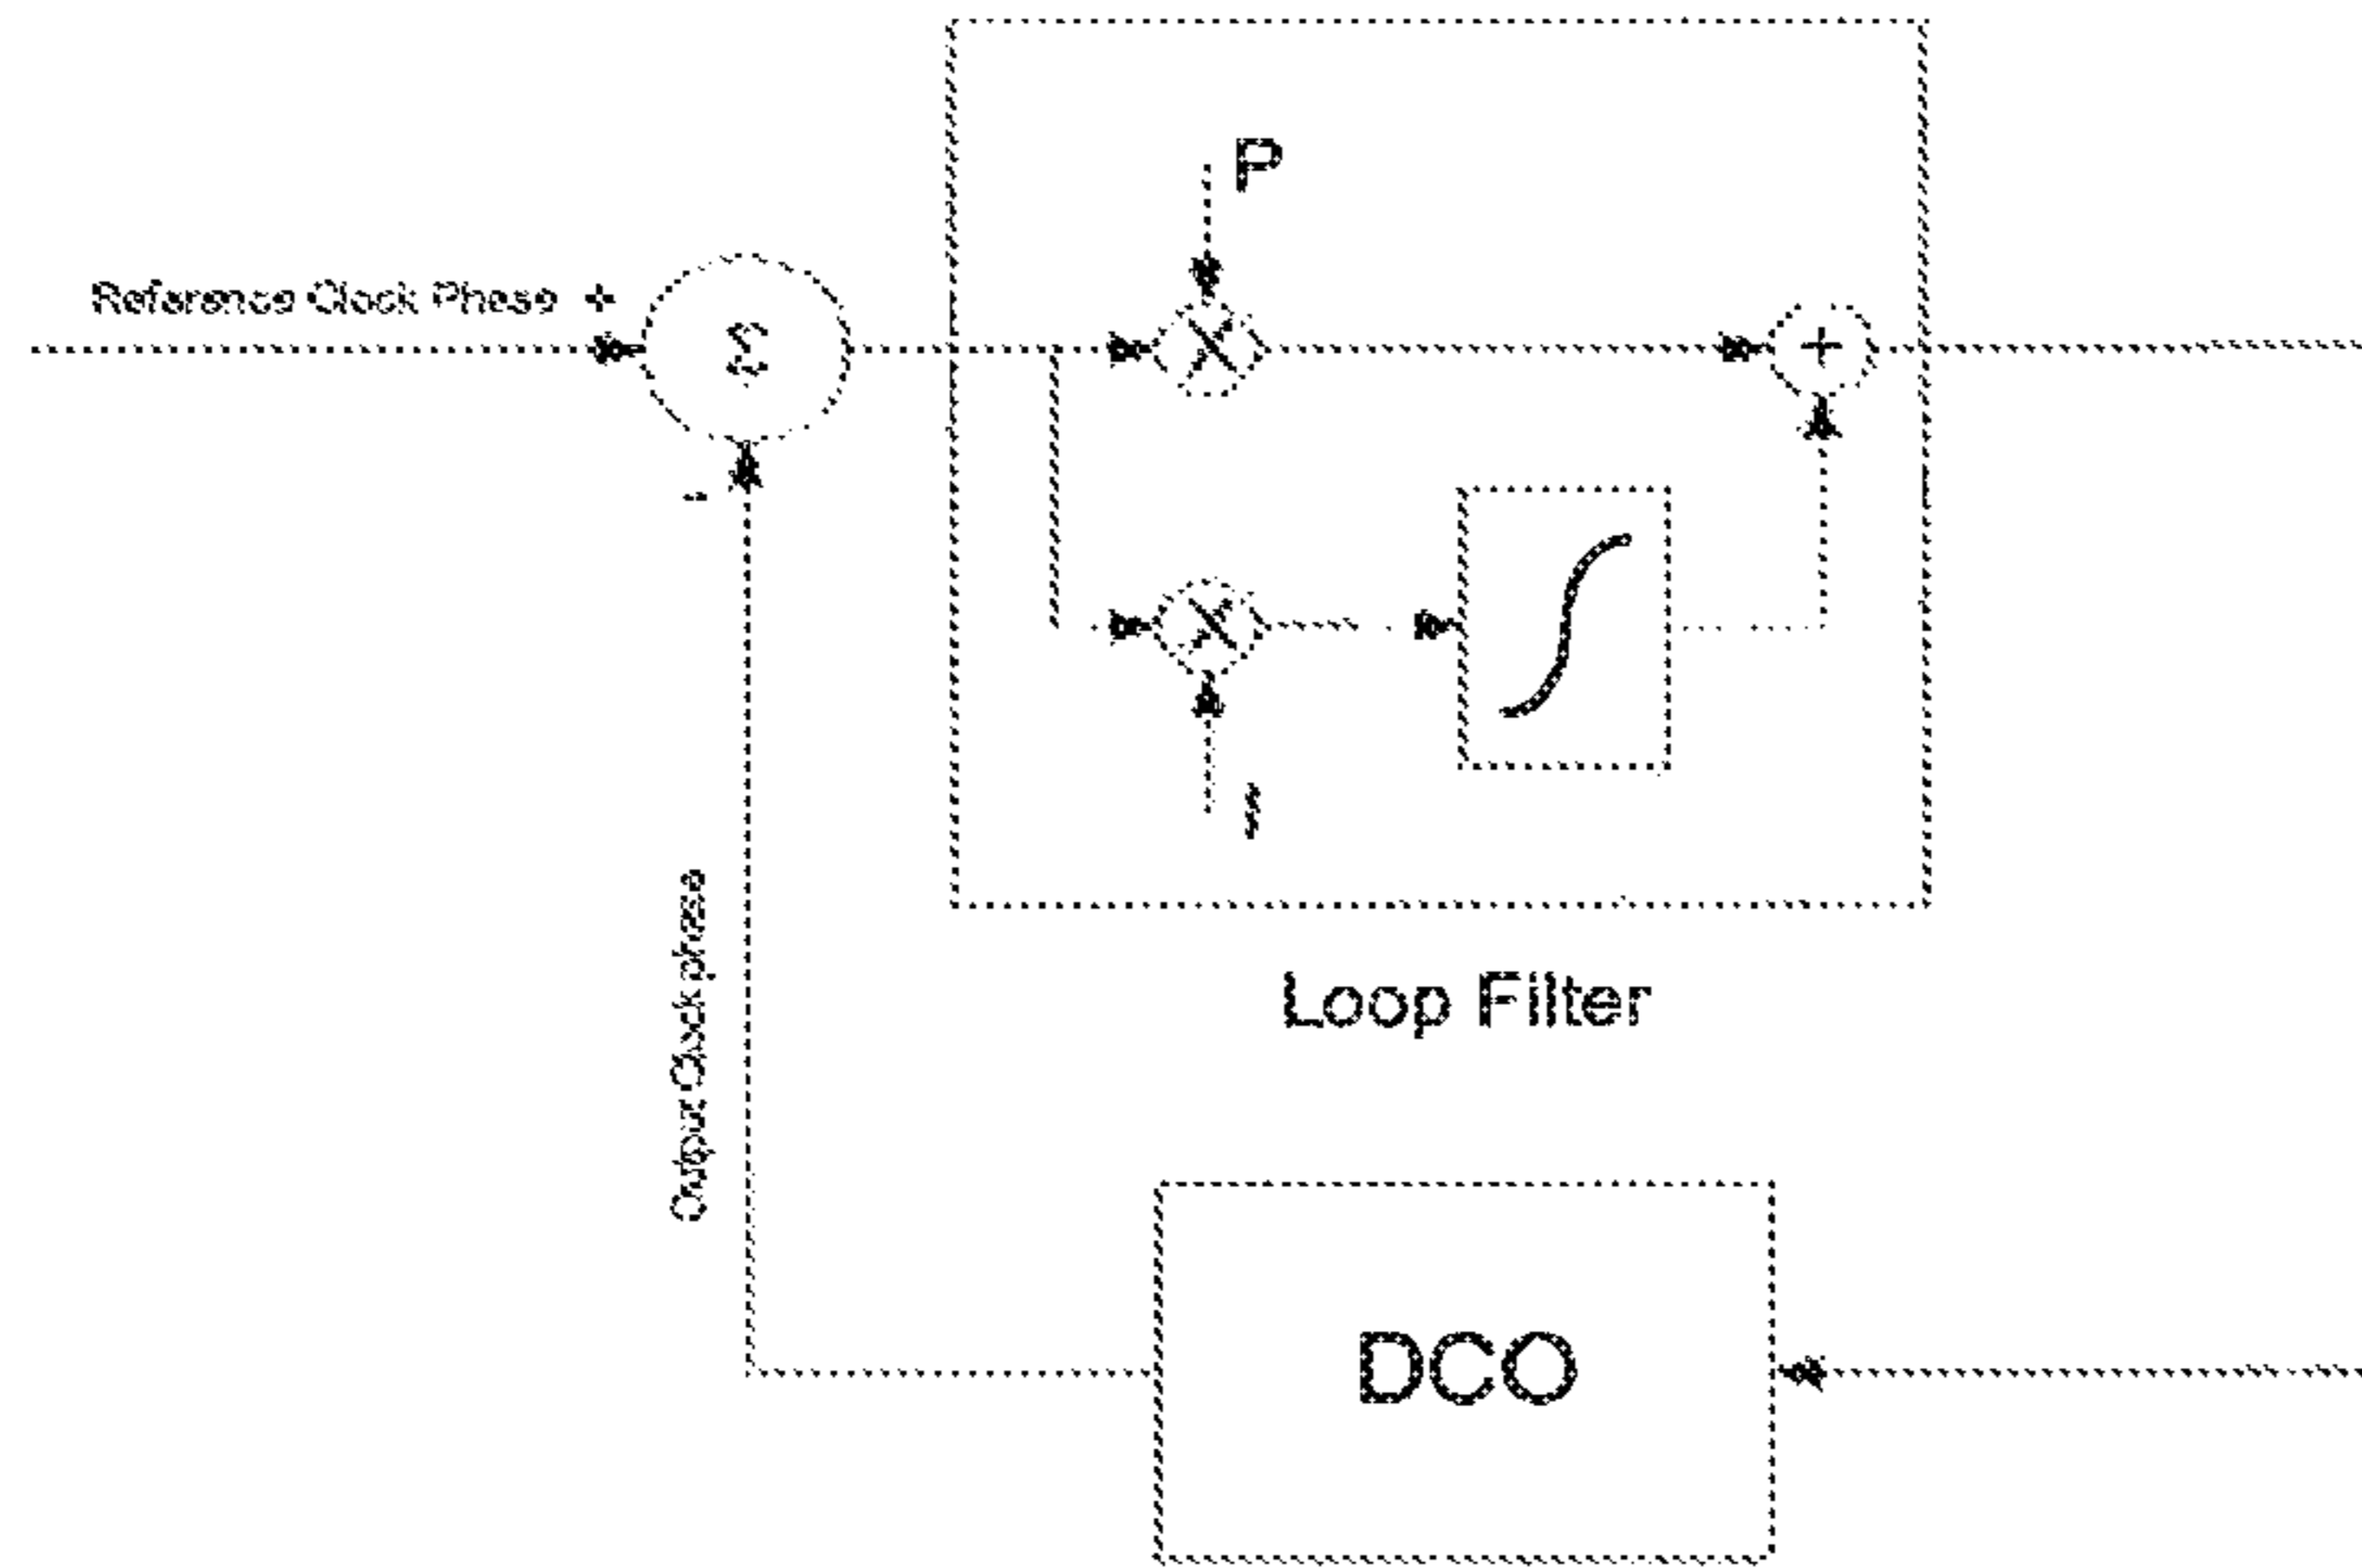 P
Reference Clock Phase +
Σ
+
-
I
Output Clock phase
Loop Filter
DCO